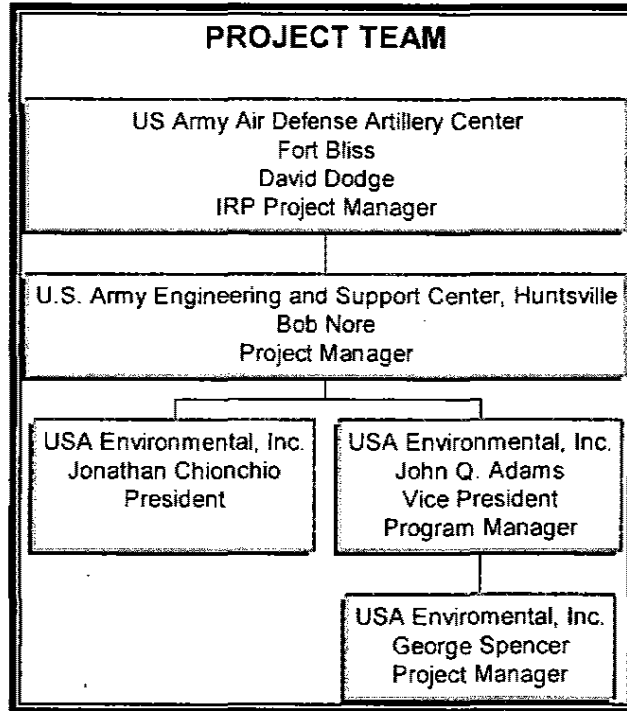 PROJECT TEAM
US Army Air Defense Artillery Center
Fort Bliss
David Dodge
IRP Project Manager
U.S. Army Engineering and Support Center, Huntsville
Bob Nore
Project Manager
USA Environmental, Inc.
Jonathan Chionchio
President
USA Environmental, Inc.
John Q. Adams
Vice President
Program Manager
USA Enviromental, Inc.
George Spencer
Project Manager